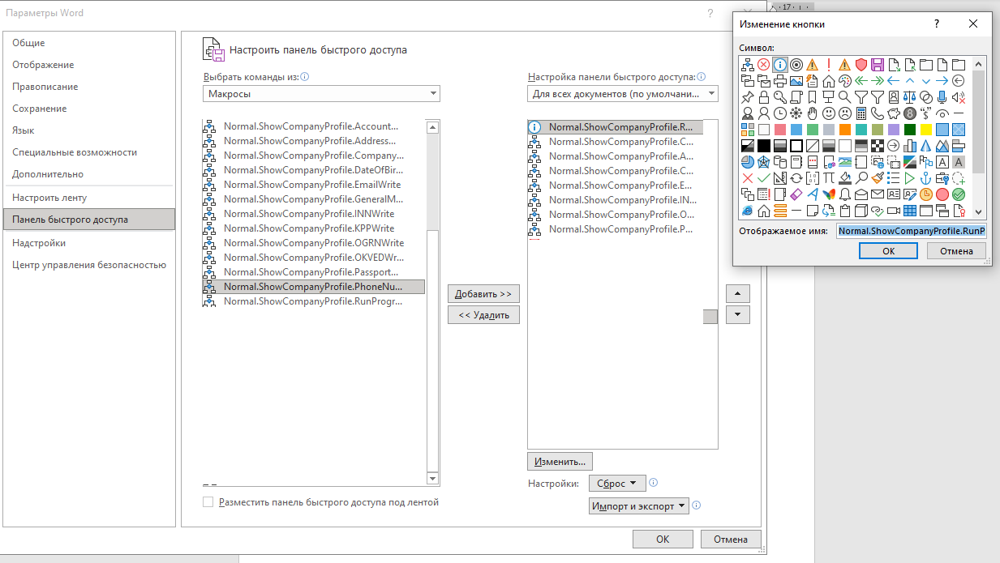 Параметры Word
?
17
Общие
Отображение
Правописание
Сохранение
Язык
Специальные возможности
Дополнительно
Настроить ленту
Панель быстрого доступа
Надстройки
Центр управления безопасностью
Настроить панель быстрого доступа
Выбрать команды из:
Макросы
Normal.ShowCompanyProfile.Account...
Normal.ShowCompanyProfile.Address...
Normal.ShowCompanyProfile.Company...
Normal.ShowCompanyProfile.DateOfBir...
Normal.ShowCompanyProfile.EmailWrite
Normal.ShowCompanyProfile.GeneralM...
Normal.ShowCompanyProfile.INNWrite
Normal.ShowCompanyProfile.KPPWrite
Normal.ShowCompanyProfile.OGRNWrite
Normal.ShowCompanyProfile.OKVEDWr...
Normal.ShowCompanyProfile.Passport...
Normal.ShowCompanyProfile.PhoneNu...
Normal.ShowCompanyProfile.RunProgr...
Разместить панель быстрого доступа под лентой
Добавить >>
<< Удалить
Настройка панели быстрого доступа:
Для всех документов (по умолчани...
Normal.ShowCompanyProfile.R...
Normal.ShowCompanyProfile.C...
Normal.ShowCompanyProfile.A...
Normal.ShowCompanyProfile.C...
Normal.ShowCompanyProfile.E...
Normal.ShowCompanyProfile.IN...
Normal.ShowCompanyProfile.O...
Normal.ShowCompanyProfile.P...
Изменить...
Настройки:
Сброс
Импорт и экспорт
ОК
Отмена
Изменение кнопки
?
Символ:
Отображаемое имя:
Normal.ShowCompanyProfile.RunP
ОК
Отмена